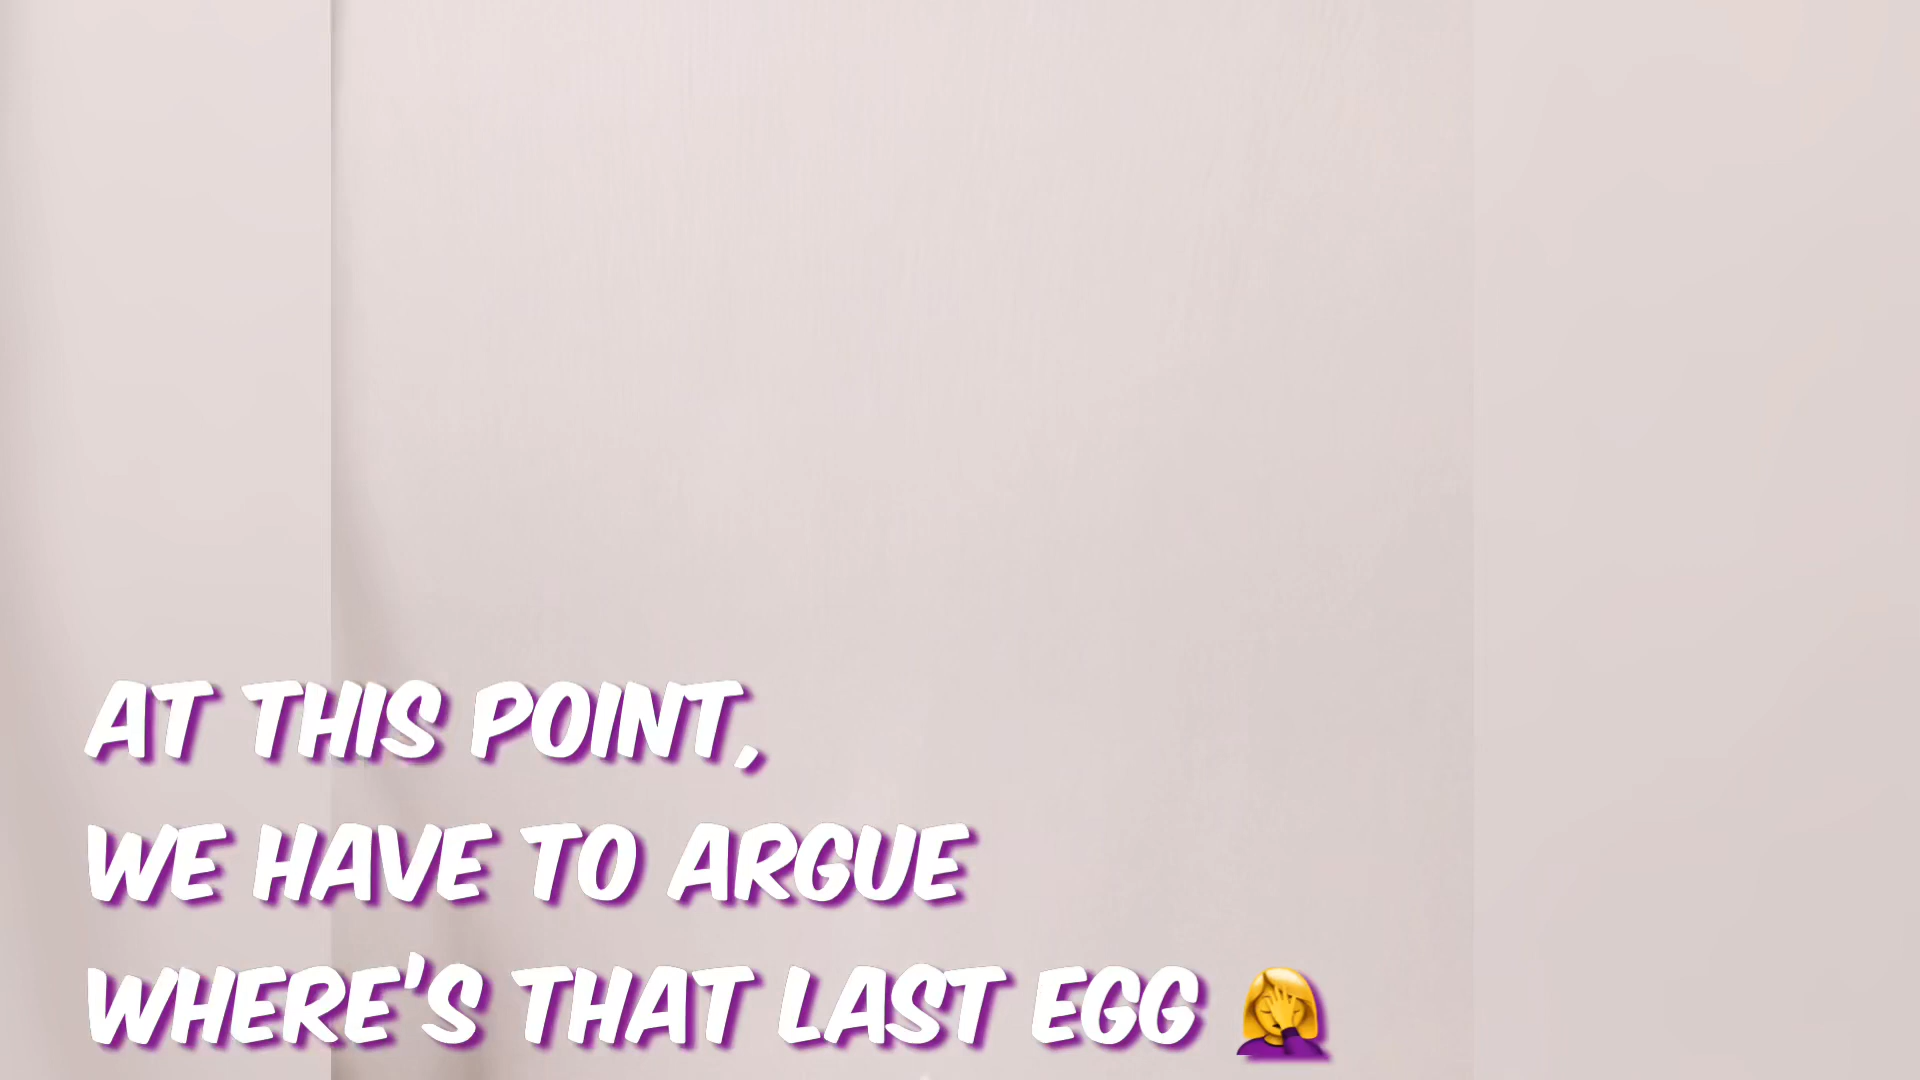 AT THIS POINT,
WE HAVE TO ARGUE
WHERE'S THAT LAST EGG 🤦‍♀️